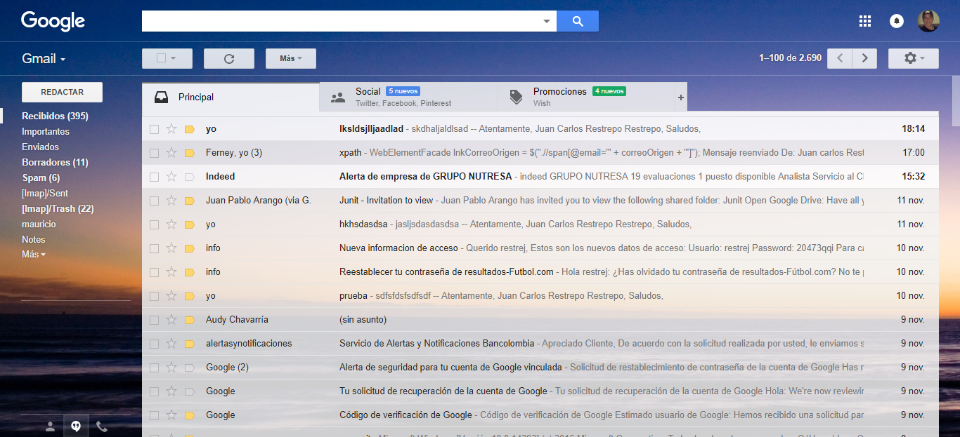 Google
Gmail
Más
1–100 de 2.690
REDACTAR
Recibidos (395)
Importantes
Enviados
Borradores (11)
Spam (6)
[Imap]/Sent
[Imap]/Trash (22)
mauricio
Notes
Más
Principal
Social 5 nuevos
Twitter, Facebook, Pinterest
Promociones 4 nuevos
Wish
+
yo lksldsjlljaadlad - skdhaljaldlsad -- Atentamente, Juan Carlos Restrepo Restrepo, Saludos, 18:14
Ferney, yo (3) xpath - WebElementFacade lnkCorreoOrigen = $(".//span[@email='" + correoOrigen + "']"); Mensaje reenviado De: Juan carlos Rest 17:00
Indeed Alerta de empresa de GRUPO NUTRESA - indeed GRUPO NUTRESA 19 evaluaciones 1 puesto disponible Analista Servicio al Cl 15:32
Juan Pablo Arango (via G. Junit - Invitation to view - Juan Pablo Arango has invited you to view the following shared folder: Junit Open Google Drive: Have all y 11 nov.
yo hkhsdasdsa - jasljsdasdasdsa -- Atentamente, Juan Carlos Restrepo Restrepo, Saludos, 11 nov.
info Nueva informacion de acceso - Querido restrej, Estos son los nuevos datos de acceso: Usuario: restrej Password: 20473qqi Para ca 10 nov.
info Reestablecer tu contraseña de resultados-Futbol.com - Hola restrej: ¿Has olvidado tu contraseña de resultados-Fútbol.com? No te p 10 nov.
yo prueba - sdfsfdsfsdfsdf -- Atentamente, Juan Carlos Restrepo Restrepo, Saludos, 10 nov.
Audy Chavarría (sin asunto) 9 nov.
alertasynotificaciones Servicio de Alertas y Notificaciones Bancolombia - Apreciado Cliente, De acuerdo con la solicitud realizada por usted, le enviamos s 9 nov.
Google (2) Alerta de seguridad para tu cuenta de Google vinculada - Solicitud de restablecimiento de contraseña de la cuenta de Google Has r 9 nov.
Google Tu solicitud de recuperación de la cuenta de Google - Tu solicitud de recuperación de la cuenta de Google Hola: We're now reviewin 9 nov.
Google Código de verificación de Google - Código de verificación de Google Estimado usuario de Google: Hemos recibido una solicitud par 9 nov.